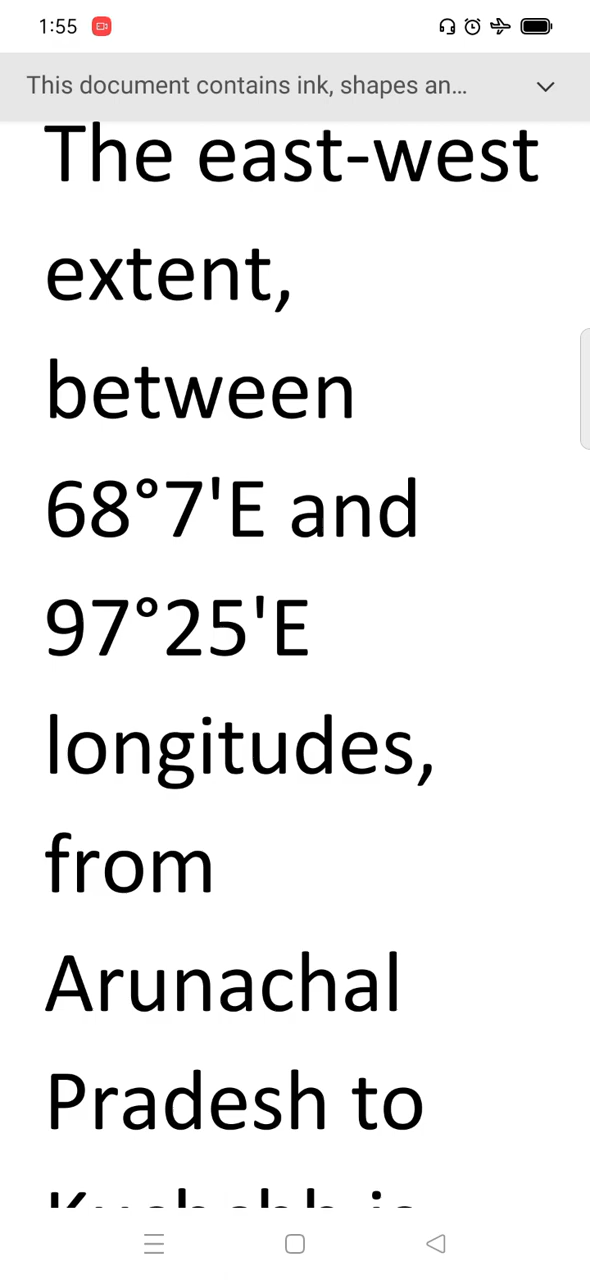 1:55
This document contains ink, shapes an...
The east-west
extent,
between
68°7'E and
97°25'E
longitudes,
from
Arunachal
Pradesh to